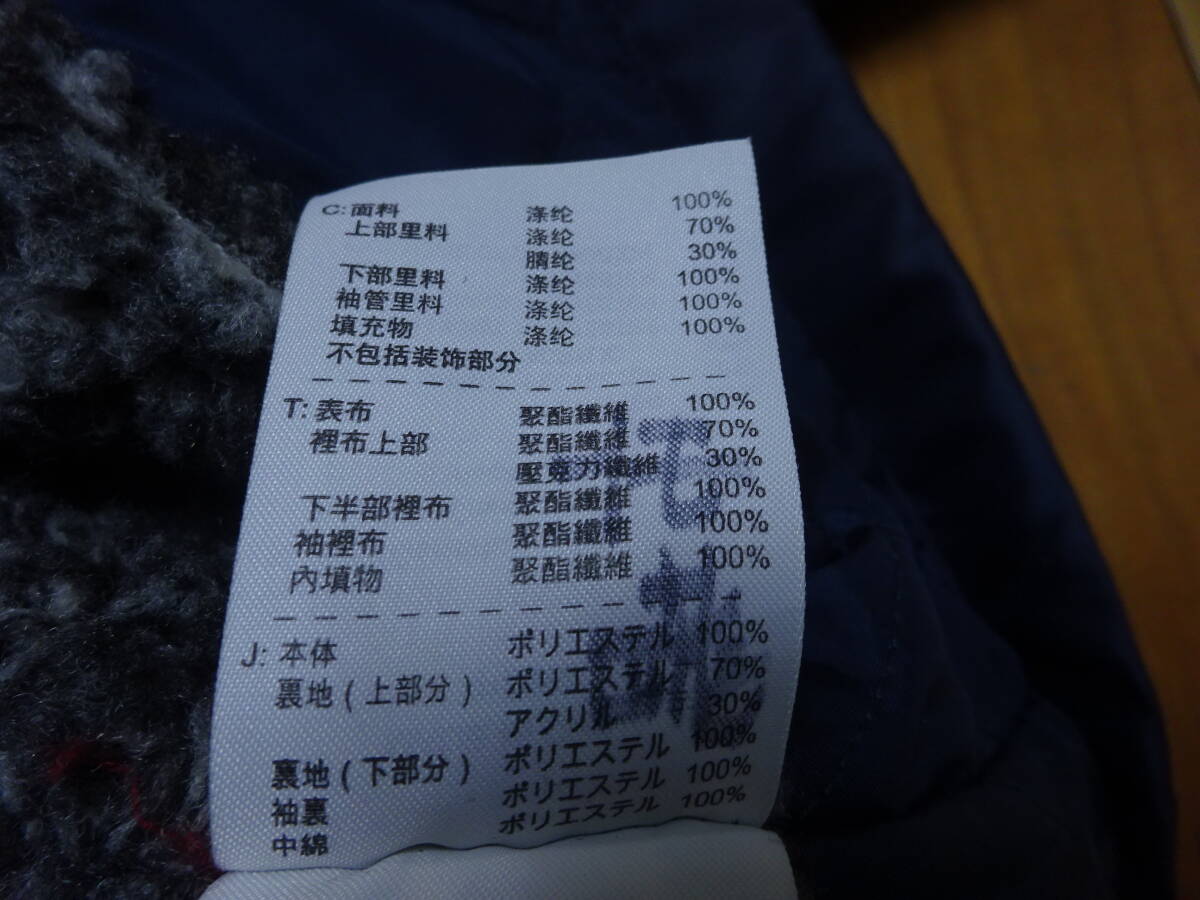 C: 面料 涤纶 100%
上部里料 涤纶 70%
腈纶 30%
下部里料 涤纶 100%
袖管里料 涤纶 100%
填充物 涤纶 100%
不包括装饰部分
T: 表布 聚酯纖維 100%
裡布上部 聚酯纖維 70%
壓克力纖維 30%
下半部裡布 聚酯纖維 100%
袖裡布 聚酯纖維 100%
內填物 聚酯纖維 100%
J: 本体 ポリエステル 100%
裏地(上部分) ポリエステル 70%
アクリル 30%
裏地(下部分) ポリエステル 100%
袖裏 ポリエステル 100%
中綿 ポリエステル 100%